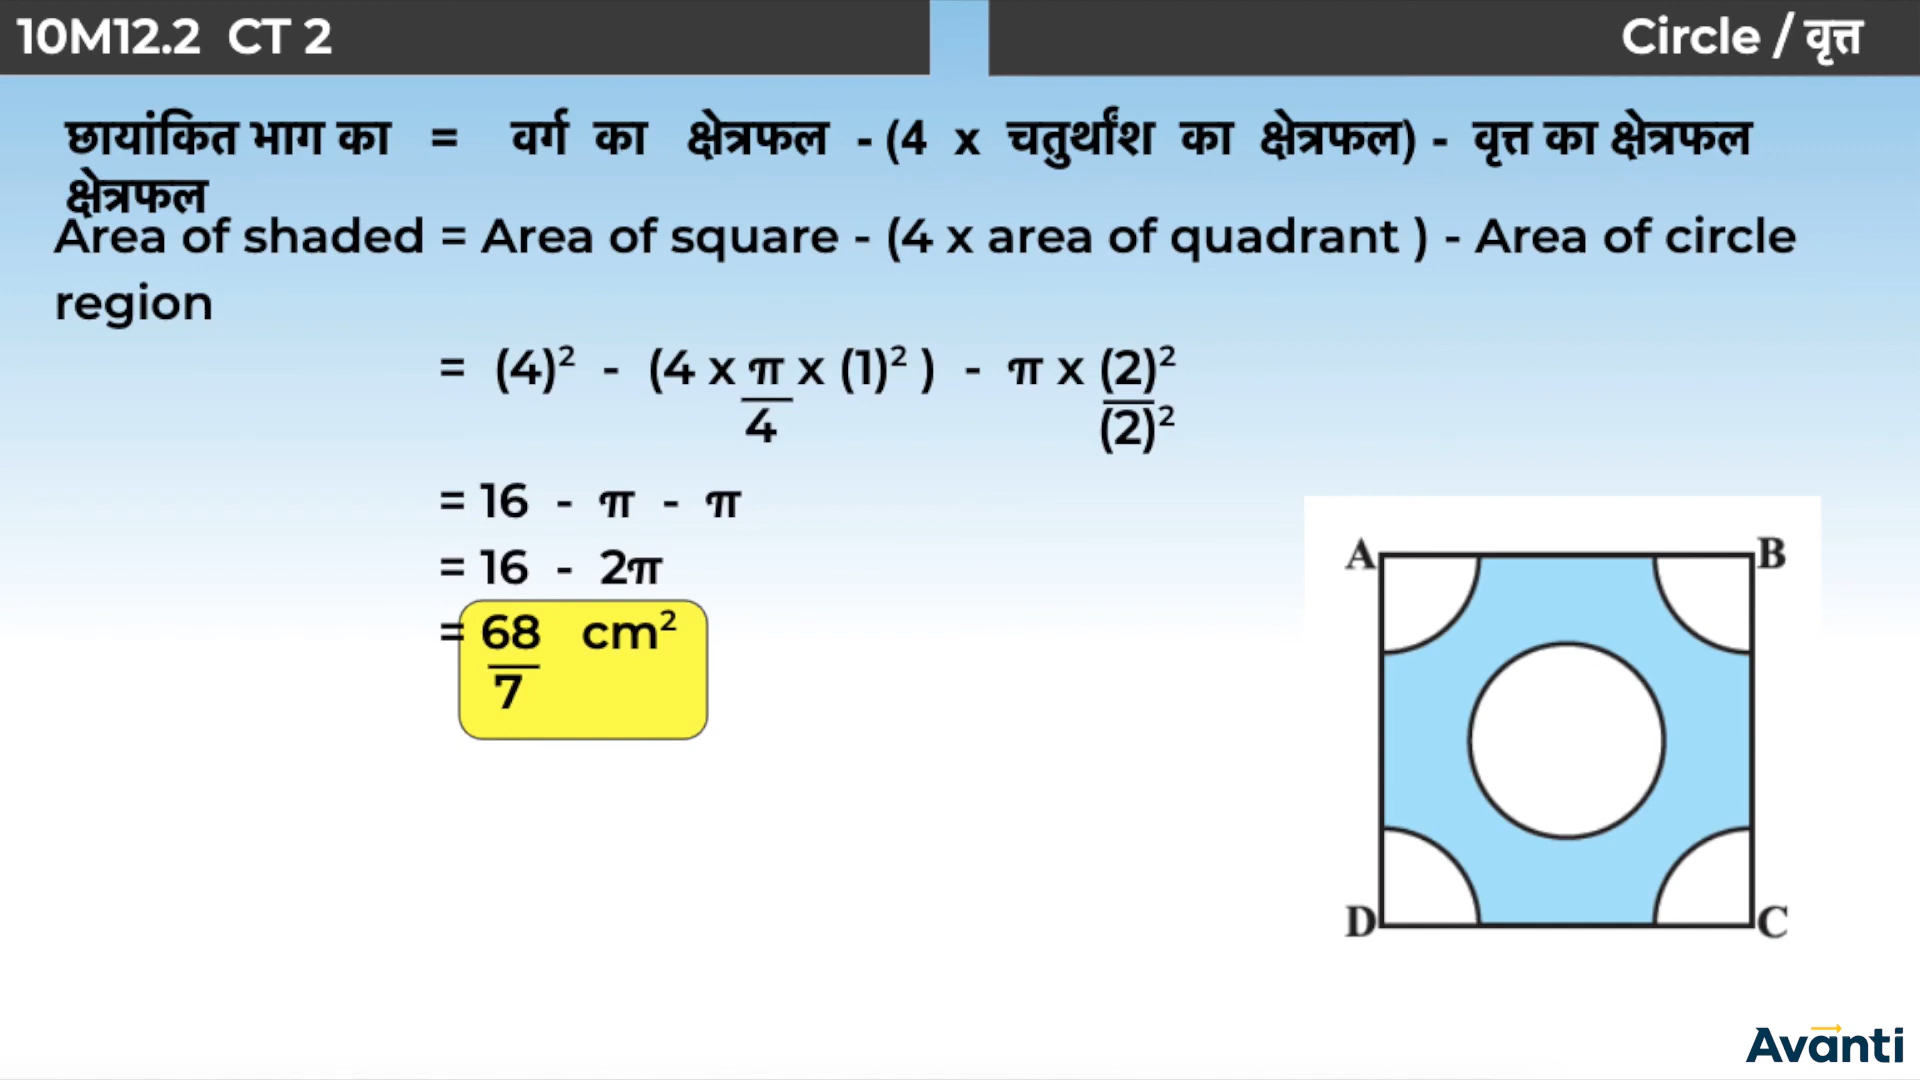 10M12.2 CT 2
Circle / वृत्त
छायांकित भाग का = वर्ग का क्षेत्रफल - (4 x चतुर्थांश का क्षेत्रफल) - वृत्त का क्षेत्रफल
क्षेत्रफल
Area of shaded = Area of square - (4 x area of quadrant ) - Area of circle
region
= (4)² - (4 x π x (1)² ) - π x (2)²
4 (2)²
= 16 - π - π
= 16 - 2π
= 68 cm²
7
A B
D C
Avanti